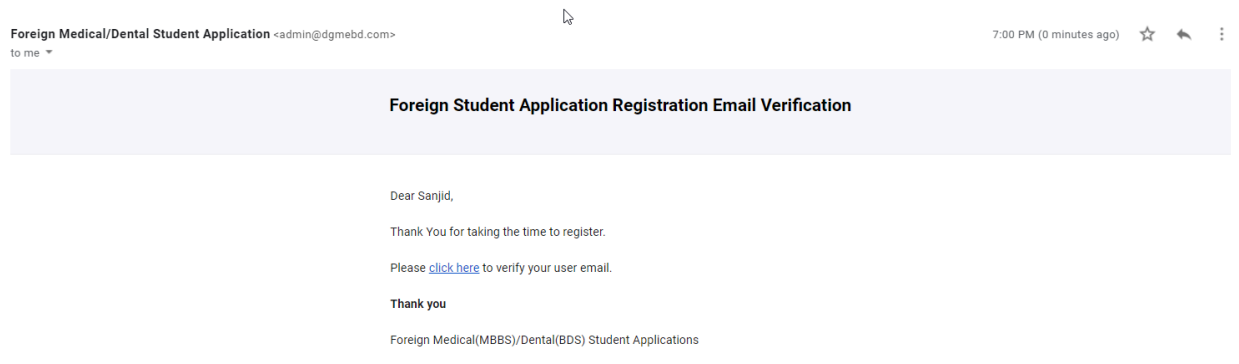 Foreign Medical/Dental Student Application <admin@dgmebd.com> 7:00 PM (0 minutes ago)
to me
Foreign Student Application Registration Email Verification
Dear Sanjid,
Thank You for taking the time to register.
Please click here to verify your user email.
Thank you
Foreign Medical(MBBS)/Dental(BDS) Student Applications